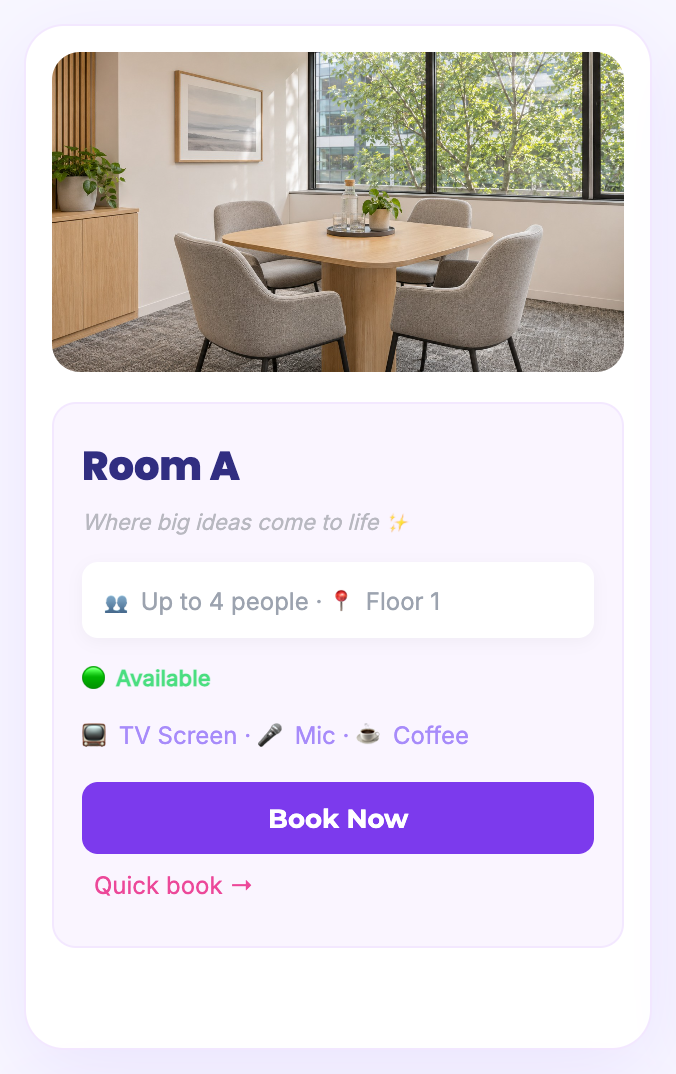 Room A
Where big ideas come to life ✨
👥 Up to 4 people · 📍 Floor 1
🟢 Available
📺 TV Screen · 🎤 Mic · ☕ Coffee
Book Now
Quick book →